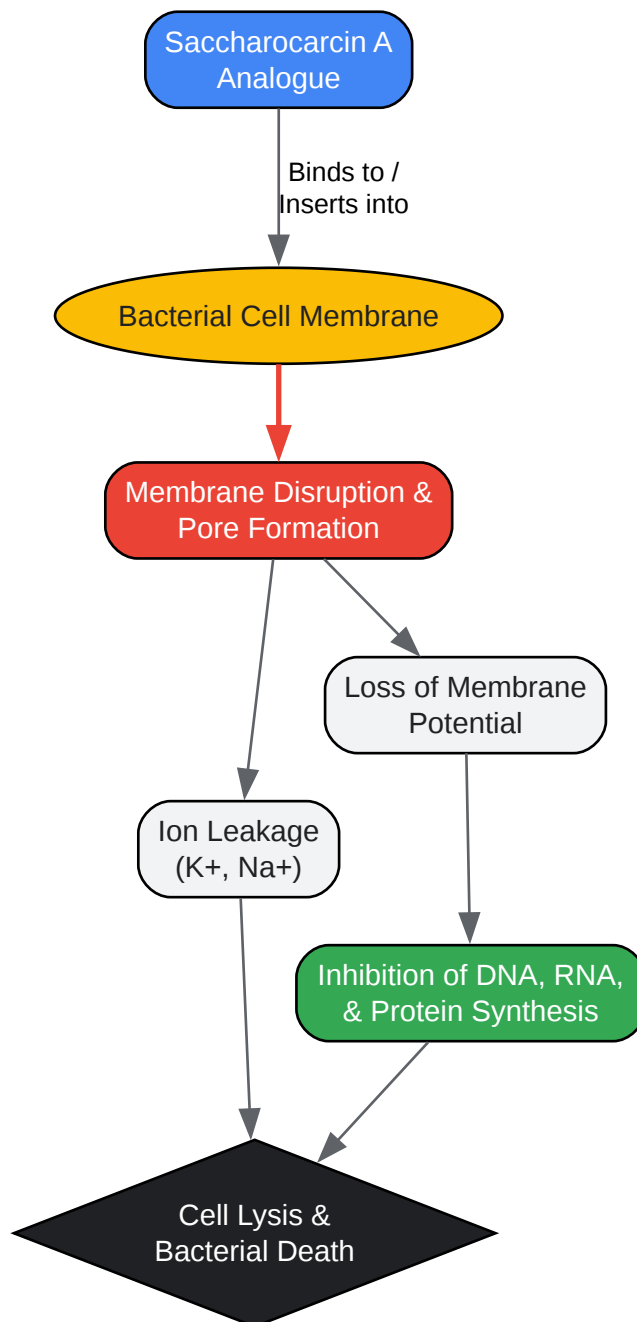 Saccharocarcin A
Analogue
Binds to /
Inserts into
Bacterial Cell Membrane
Membrane Disruption &
Pore Formation
Loss of Membrane
Potential
Ion Leakage
(K+, Na+)
Inhibition of DNA, RNA,
& Protein Synthesis
Cell Lysis &
Bacterial Death